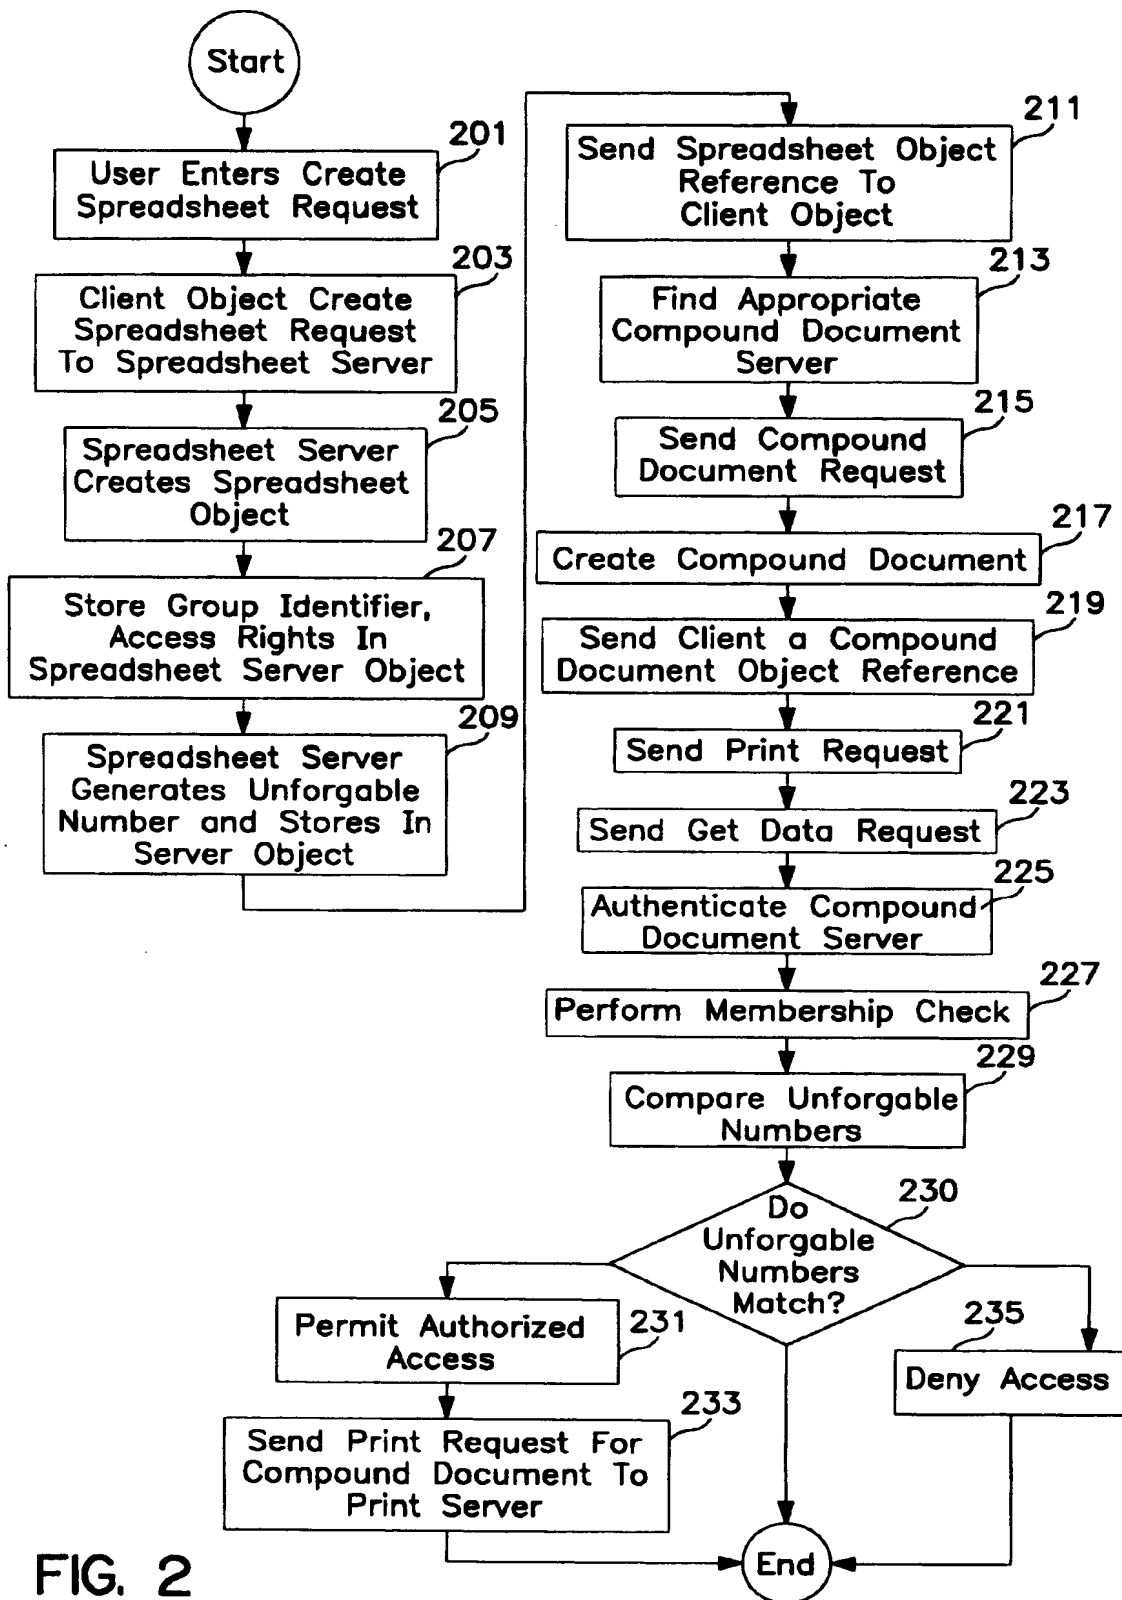 Start
201
User Enters Create
Spreadsheet Request
203
Client Object Create
Spreadsheet Request
To Spreadsheet Server
205
Spreadsheet Server
Creates Spreadsheet
Object
207
Store Group Identifier,
Access Rights In
Spreadsheet Server Object
209
Spreadsheet Server
Generates Unforgable
Number and Stores In
Server Object
211
Send Spreadsheet Object
Reference To
Client Object
213
Find Appropriate
Compound Document
Server
215
Send Compound
Document Request
217
Create Compound Document
219
Send Client a Compound
Document Object Reference
221
Send Print Request
223
Send Get Data Request
225
Authenticate Compound
Document Server
227
Perform Membership Check
229
Compare Unforgable
Numbers
230
Do
Unforgable
Numbers
Match?
231
Permit Authorized
Access
233
Send Print Request For
Compound Document To
Print Server
235
Deny Access
End
FIG. 2